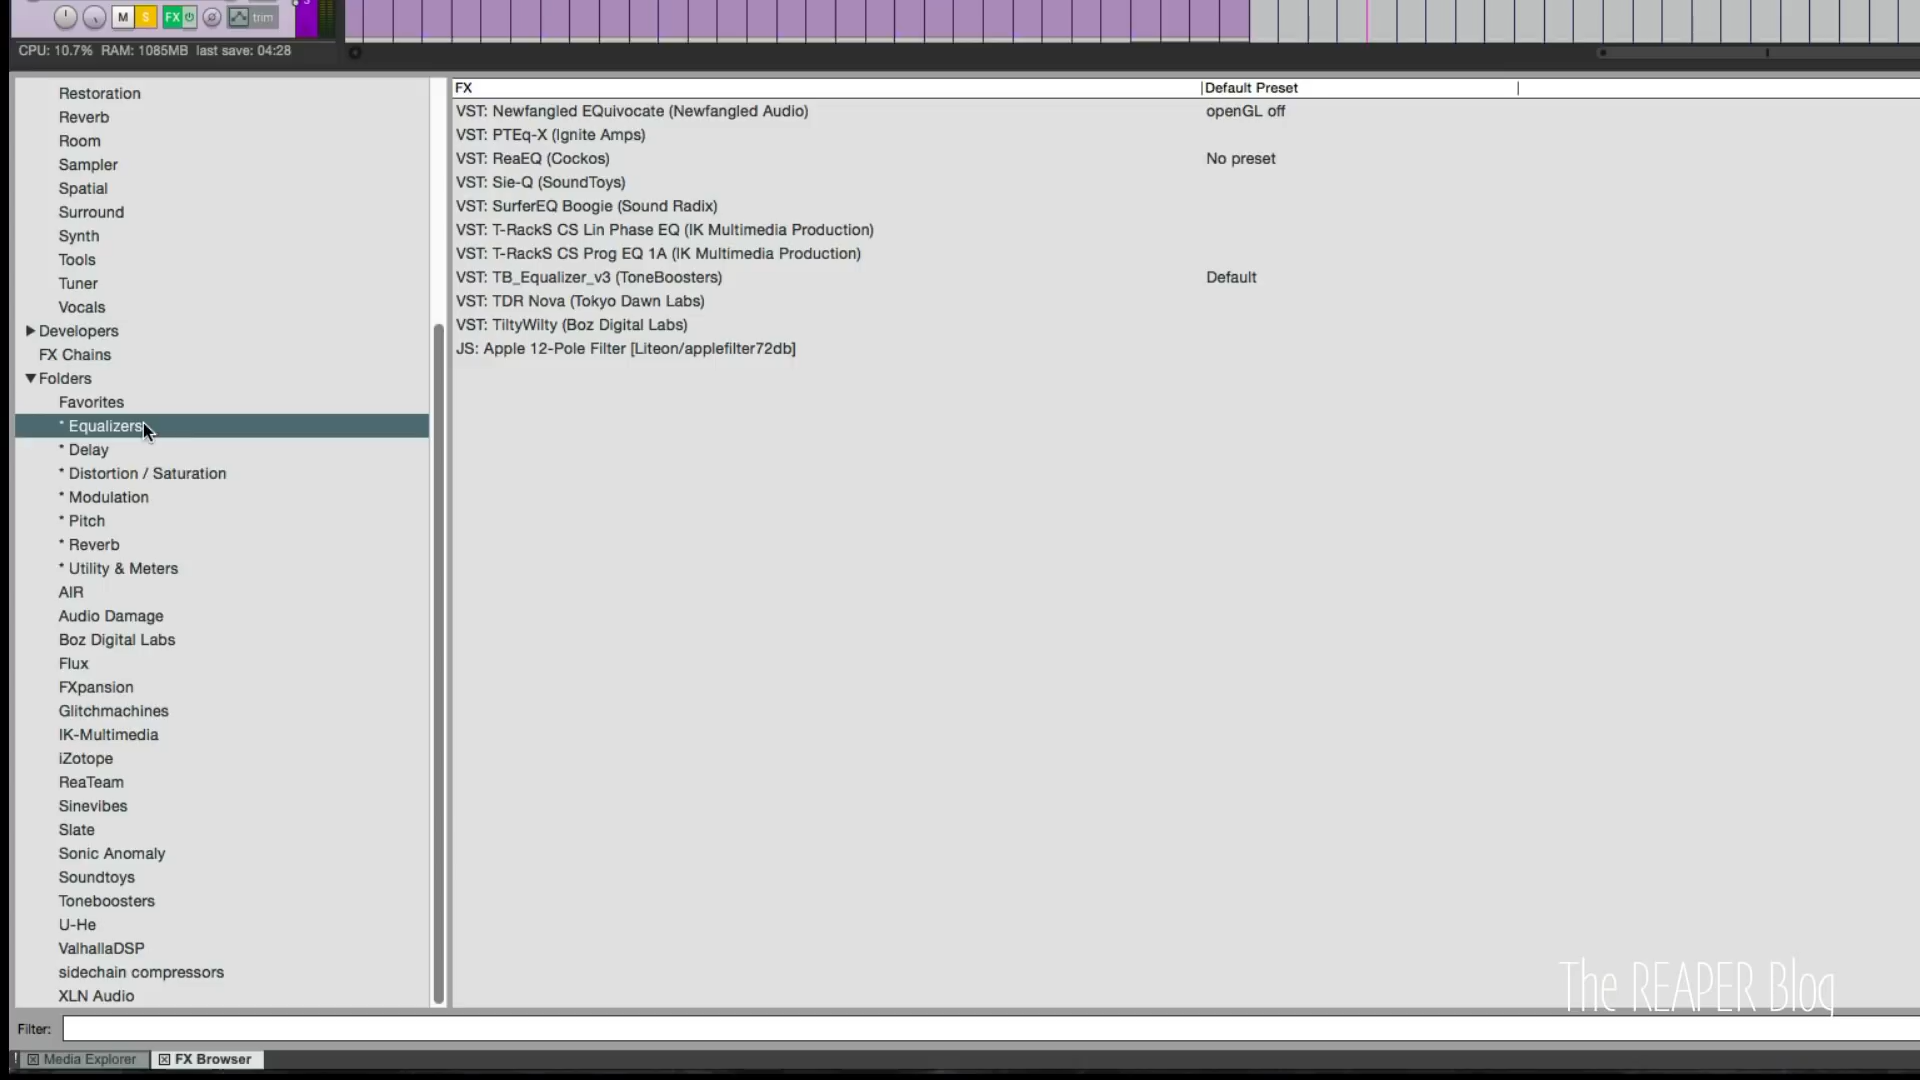 M S FX trim
3
CPU: 10.7% RAM: 1085MB last save: 04:28
Restoration
Reverb
Room
Sampler
Spatial
Surround
Synth
Tools
Tuner
Vocals
Developers
FX Chains
Folders
Favorites
* Equalizers
* Delay
* Distortion / Saturation
* Modulation
* Pitch
* Reverb
* Utility & Meters
AIR
Audio Damage
Boz Digital Labs
Flux
FXpansion
Glitchmachines
IK-Multimedia
iZotope
ReaTeam
Sinevibes
Slate
Sonic Anomaly
Soundtoys
Toneboosters
U-He
ValhallaDSP
sidechain compressors
XLN Audio
FX Default Preset
VST: Newfangled EQuivocate (Newfangled Audio) openGL off
VST: PTEq-X (Ignite Amps)
VST: ReaEQ (Cockos) No preset
VST: Sie-Q (SoundToys)
VST: SurferEQ Boogie (Sound Radix)
VST: T-RackS CS Lin Phase EQ (IK Multimedia Production)
VST: T-RackS CS Prog EQ 1A (IK Multimedia Production)
VST: TB_Equalizer_v3 (ToneBoosters) Default
VST: TDR Nova (Tokyo Dawn Labs)
VST: TiltyWilty (Boz Digital Labs)
JS: Apple 12-Pole Filter [Liteon/applefilter72db]
The REAPER Blog
Filter:
! Media Explorer FX Browser